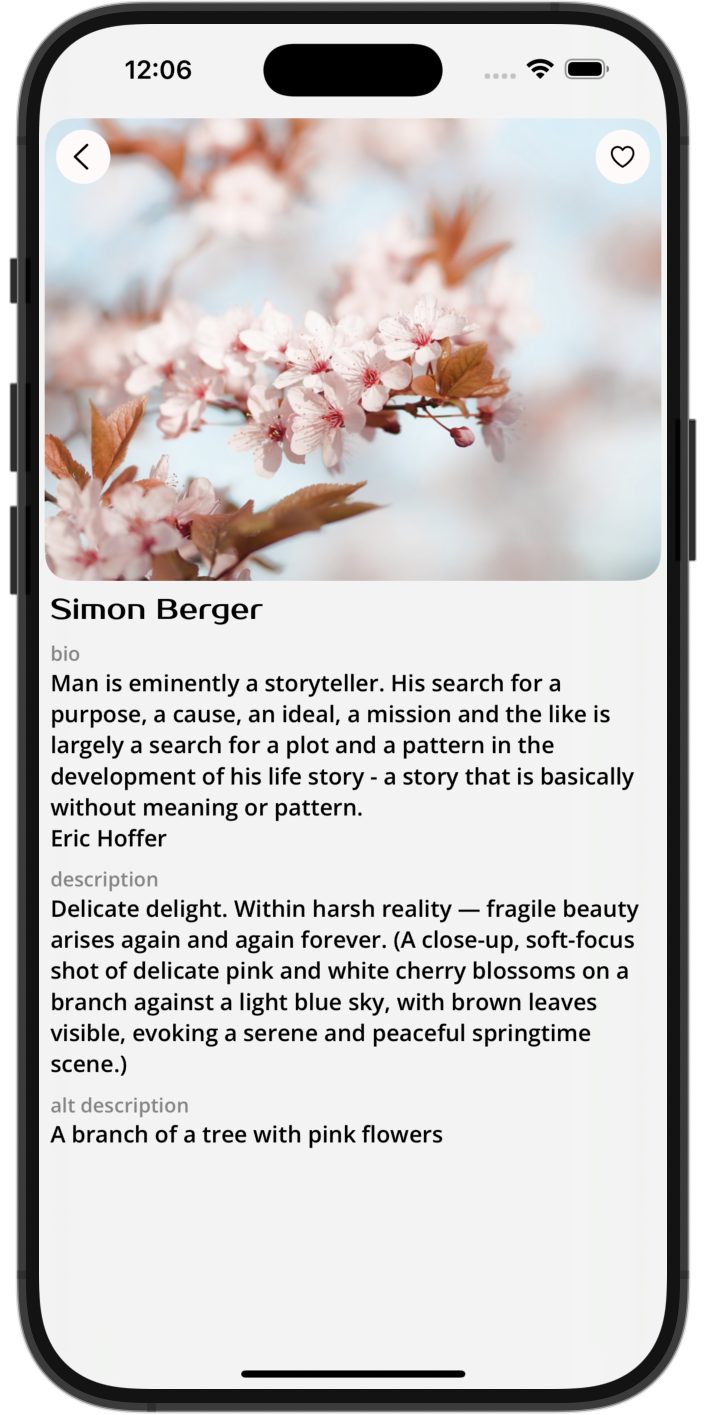 12:06
Simon Berger
bio
Man is eminently a storyteller. His search for a
purpose, a cause, an ideal, a mission and the like is
largely a search for a plot and a pattern in the
development of his life story - a story that is basically
without meaning or pattern.
Eric Hoffer
description
Delicate delight. Within harsh reality — fragile beauty
arises again and again forever. (A close-up, soft-focus
shot of delicate pink and white cherry blossoms on a
branch against a light blue sky, with brown leaves
visible, evoking a serene and peaceful springtime
scene.)
alt description
A branch of a tree with pink flowers